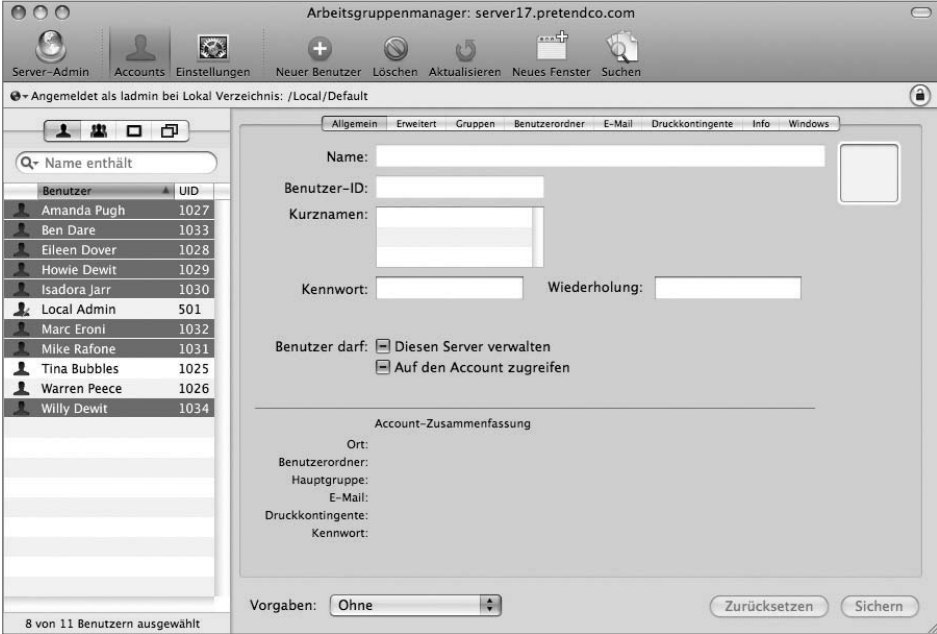 Arbeitsgruppenmanager: server17.pretendco.com
Server-Admin Accounts Einstellungen Neuer Benutzer Löschen Aktualisieren Neues Fenster Suchen
Angemeldet als ladmin bei Lokal Verzeichnis: /Local/Default
Allgemein Erweitert Gruppen Benutzerordner E-Mail Druckkontingente Info Windows
Name enthält
Benutzer UID
Amanda Pugh 1027
Ben Dare 1033
Eileen Dover 1028
Howie Dewit 1029
Isadora Jarr 1030
Local Admin 501
Marc Eroni 1032
Mike Rafone 1031
Tina Bubbles 1025
Warren Peece 1026
Willy Dewit 1034
8 von 11 Benutzern ausgewählt
Name:
Benutzer-ID:
Kurznamen:
Kennwort: Wiederholung:
Benutzer darf: Diesen Server verwalten
Auf den Account zugreifen
Account-Zusammenfassung
Ort:
Benutzerordner:
Hauptgruppe:
E-Mail:
Druckkontingente:
Kennwort:
Vorgaben: Ohne Zurücksetzen Sichern